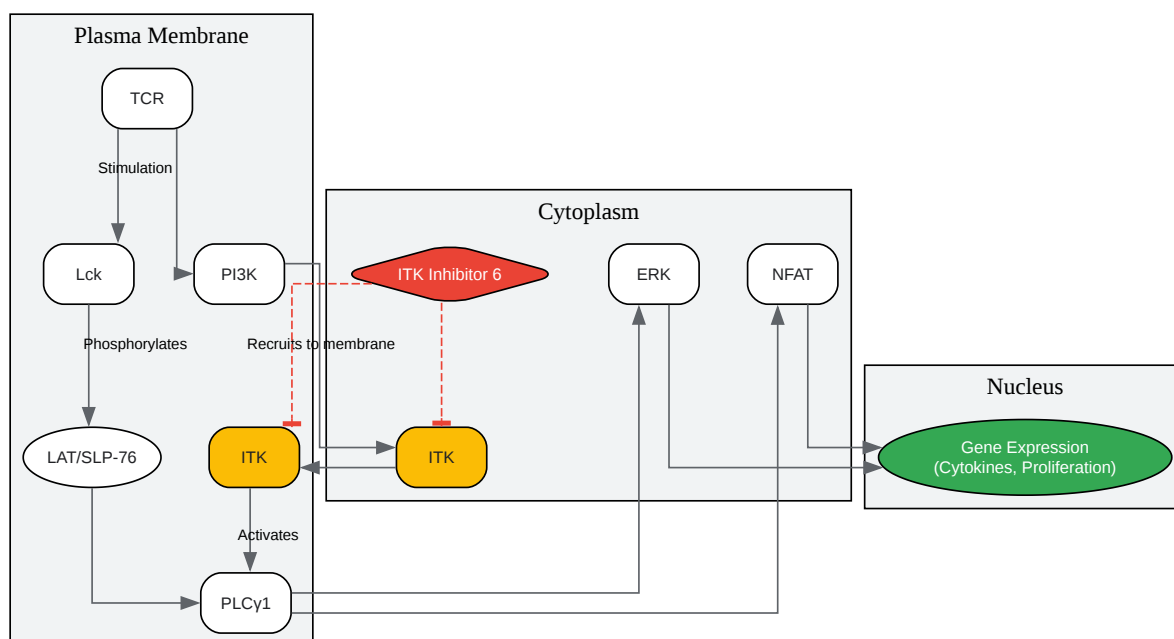 Plasma Membrane
TCR
Stimulation
Cytoplasm
Lck
PI3K
ITK Inhibitor 6
ERK
NFAT
Phosphorylates
Recruits to membrane
Nucleus
LAT/SLP-76
ITK
ITK
Gene Expression
(Cytokines, Proliferation)
Activates
PLCγ1